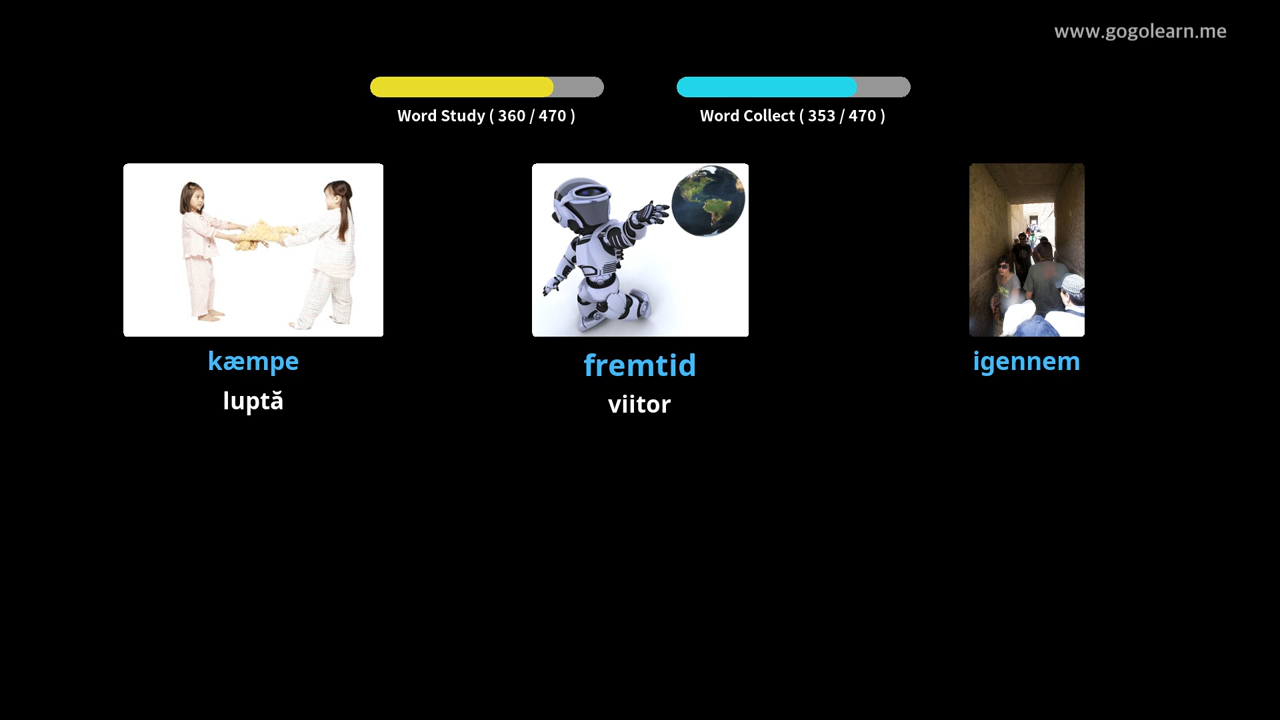 www.gogolearn.me
Word Study ( 360 / 470 )
Word Collect ( 353 / 470 )
kæmpe
luptă
fremtid
viitor
igennem